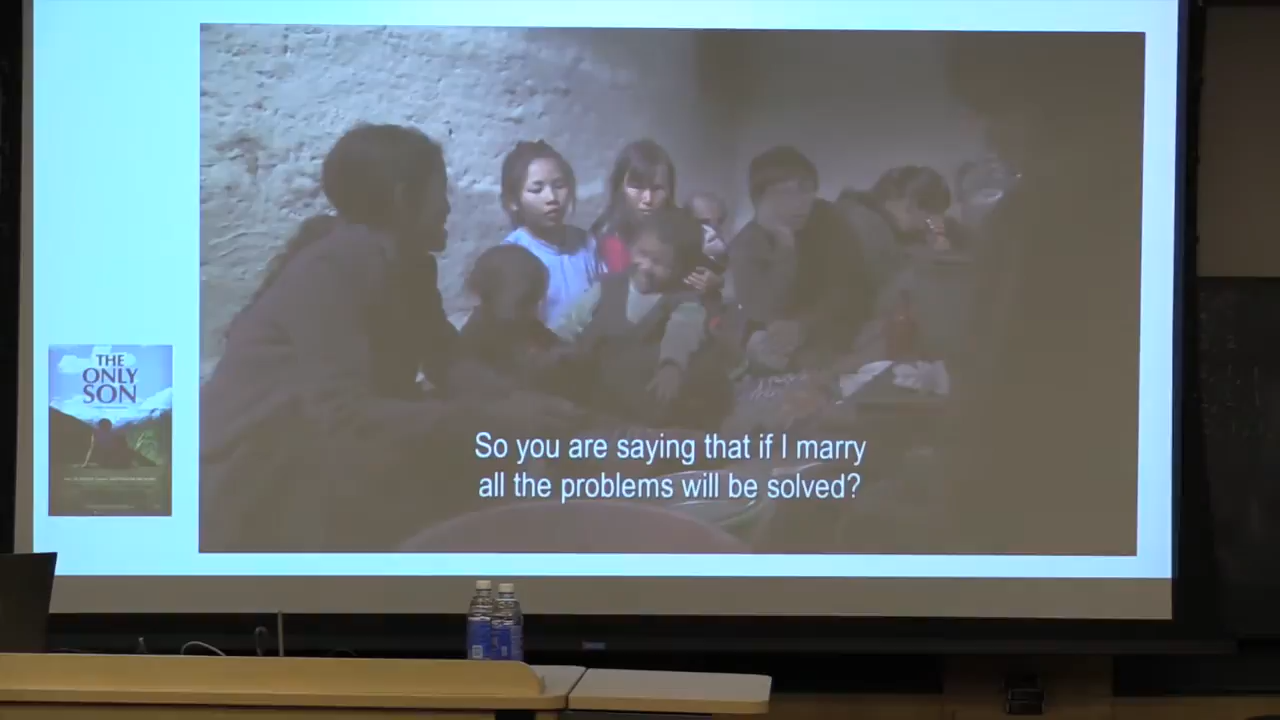 THE
ONLY
SON
So you are saying that if I marry
all the problems will be solved?